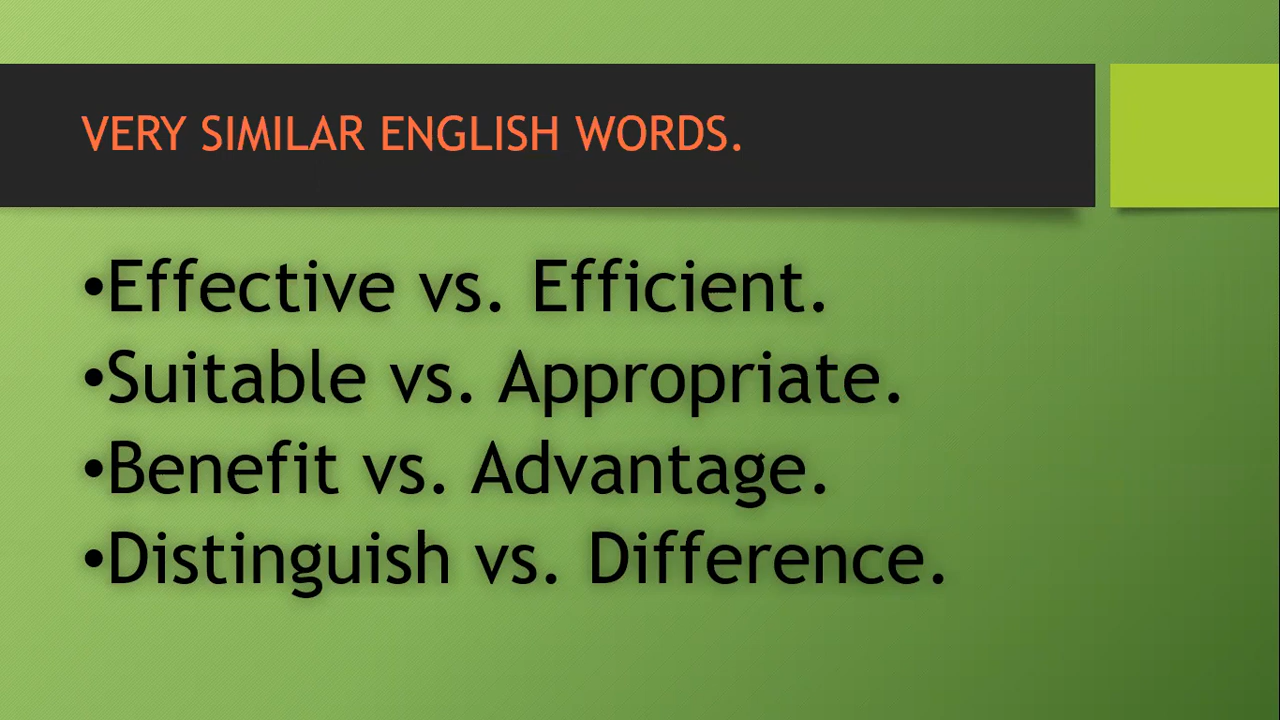 VERY SIMILAR ENGLISH WORDS.
•Effective vs. Efficient.
•Suitable vs. Appropriate.
•Benefit vs. Advantage.
•Distinguish vs. Difference.